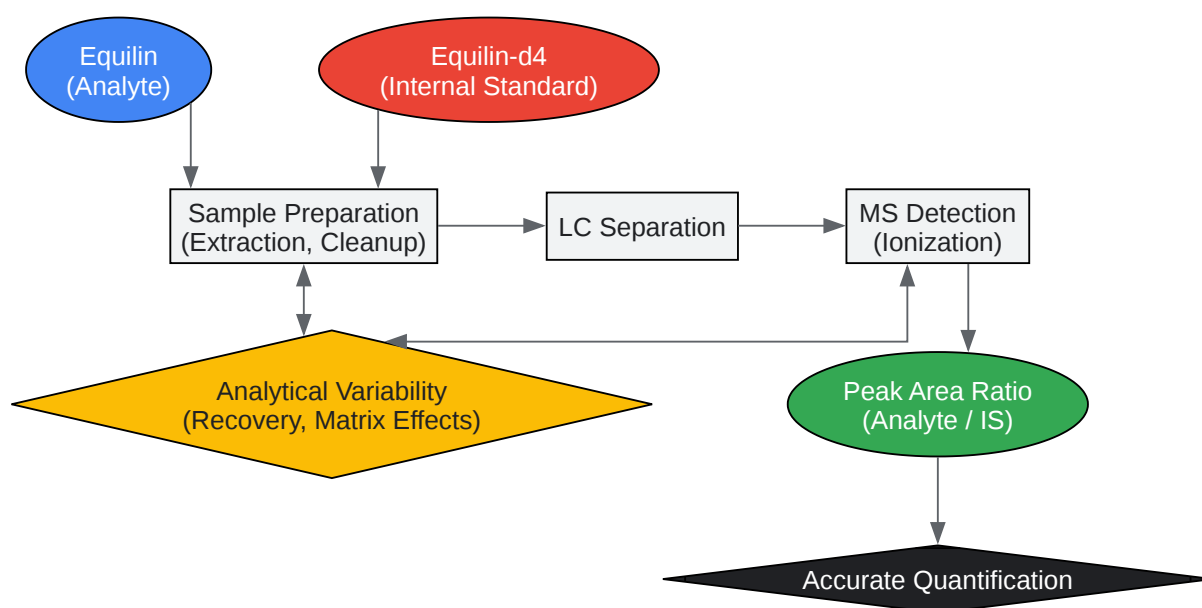 Equilin
(Analyte)
Equilin-d4
(Internal Standard)
Sample Preparation
(Extraction, Cleanup)
LC Separation
MS Detection
(Ionization)
Analytical Variability
(Recovery, Matrix Effects)
Peak Area Ratio
(Analyte / IS)
Accurate Quantification